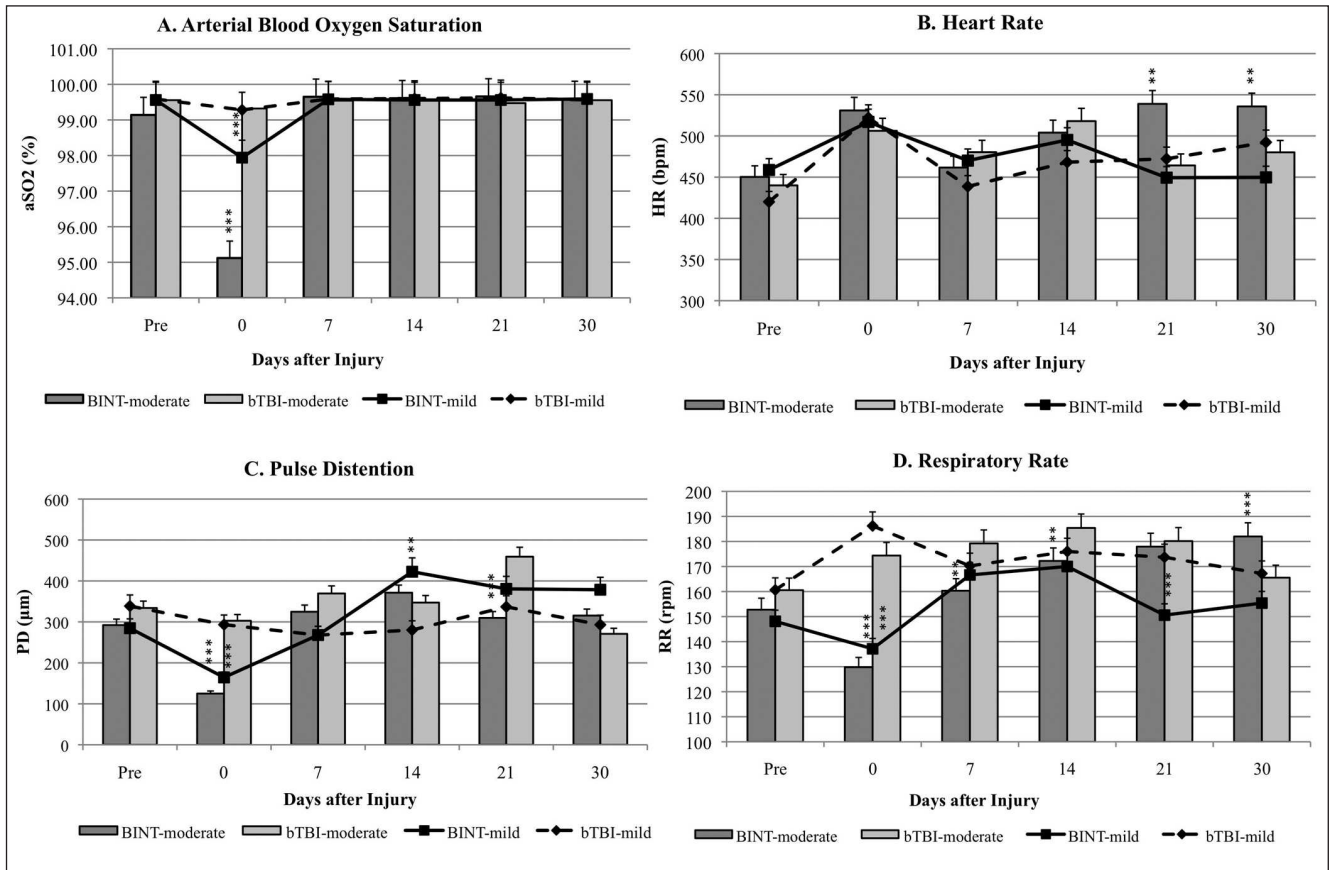 A. Arterial Blood Oxygen Saturation
101.00
100.00
99.00
98.00
97.00
96.00
95.00
94.00
aSO2 (%)
***
***
Pre 0 7 14 21 30
Days after Injury
BINT-moderate bTBI-moderate BINT-mild bTBI-mild
B. Heart Rate
600
550
500
450
400
350
300
HR (bpm)
**
**
Pre 0 7 14 21 30
Days after Injury
BINT-moderate bTBI-moderate BINT-mild bTBI-mild
C. Pulse Distention
600
500
400
300
200
100
0
PD (µm)
***
***
**
***
Pre 0 7 14 21 30
Days after Injury
BINT-moderate bTBI-moderate BINT-mild bTBI-mild
D. Respiratory Rate
200
190
180
170
160
150
140
130
120
110
100
RR (rpm)
***
***
**
**
***
***
Pre 0 7 14 21 30
Days after Injury
BINT-moderate bTBI-moderate BINT-mild bTBI-mild